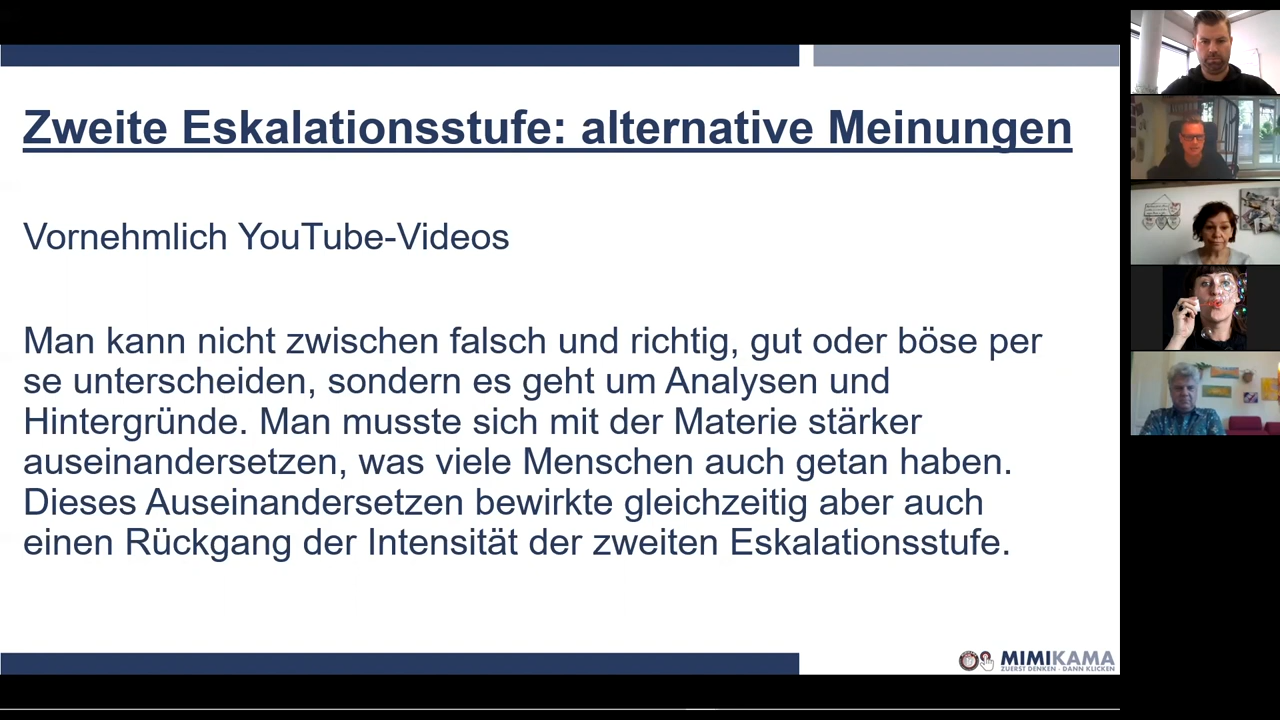 Zweite Eskalationsstufe: alternative Meinungen
Vornehmlich YouTube-Videos
Man kann nicht zwischen falsch und richtig, gut oder böse per
se unterscheiden, sondern es geht um Analysen und
Hintergründe. Man musste sich mit der Materie stärker
auseinandersetzen, was viele Menschen auch getan haben.
Dieses Auseinandersetzen bewirkte gleichzeitig aber auch
einen Rückgang der Intensität der zweiten Eskalationsstufe.
MIMIKAMA
ZUERST DENKEN - DANN KLICKEN